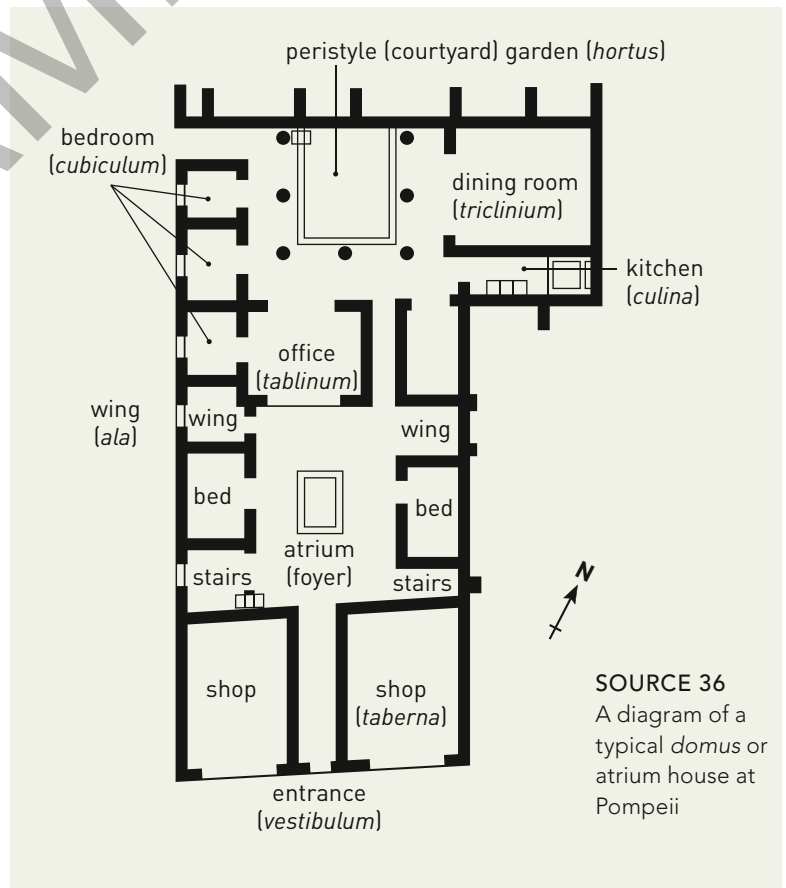 peristyle (courtyard) garden (hortus)
bedroom
(cubiculum)
dining room
(triclinium)
kitchen
(culina)
office
(tablinum)
wing
(ala)
wing
wing
bed
bed
atrium
(foyer)
stairs
stairs
N
shop
shop
(taberna)
entrance
(vestibulum)
SOURCE 36
A diagram of a
typical domus or
atrium house at
Pompeii